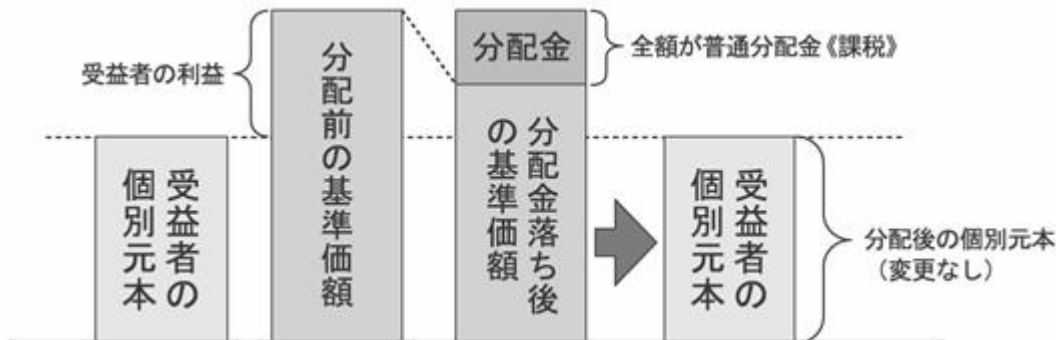 受益者の利益
受益者の
個別元本
分配前の基準価額
分配金
全額が普通分配金《課税》
分配金落ち後
の基準価額
受益者の
個別元本
分配後の個別元本
（変更なし）